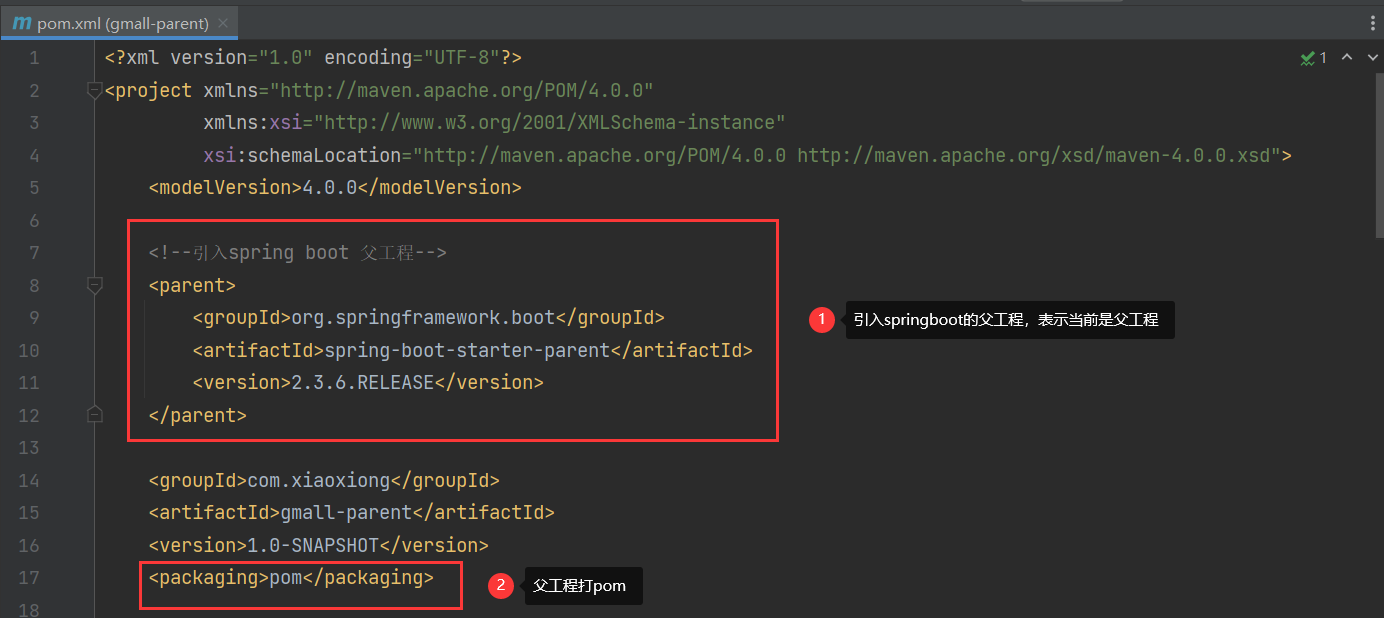 m pom.xml (gmall-parent)
1 <?xml version="1.0" encoding="UTF-8"?>
1
2 <project xmlns="http://maven.apache.org/POM/4.0.0"
3 xmlns:xsi="http://www.w3.org/2001/XMLSchema-instance"
4 xsi:schemaLocation="http://maven.apache.org/POM/4.0.0 http://maven.apache.org/xsd/maven-4.0.0.xsd">
5 <modelVersion>4.0.0</modelVersion>
6
7 <!--引入spring boot 父工程-->
8 <parent>
9 <groupId>org.springframework.boot</groupId>
1 引入springboot的父工程，表示当前是父工程
10 <artifactId>spring-boot-starter-parent</artifactId>
11 <version>2.3.6.RELEASE</version>
12 </parent>
13
14 <groupId>com.xiaoxiong</groupId>
15 <artifactId>gmall-parent</artifactId>
16 <version>1.0-SNAPSHOT</version>
17 <packaging>pom</packaging>
2 父工程打pom
18